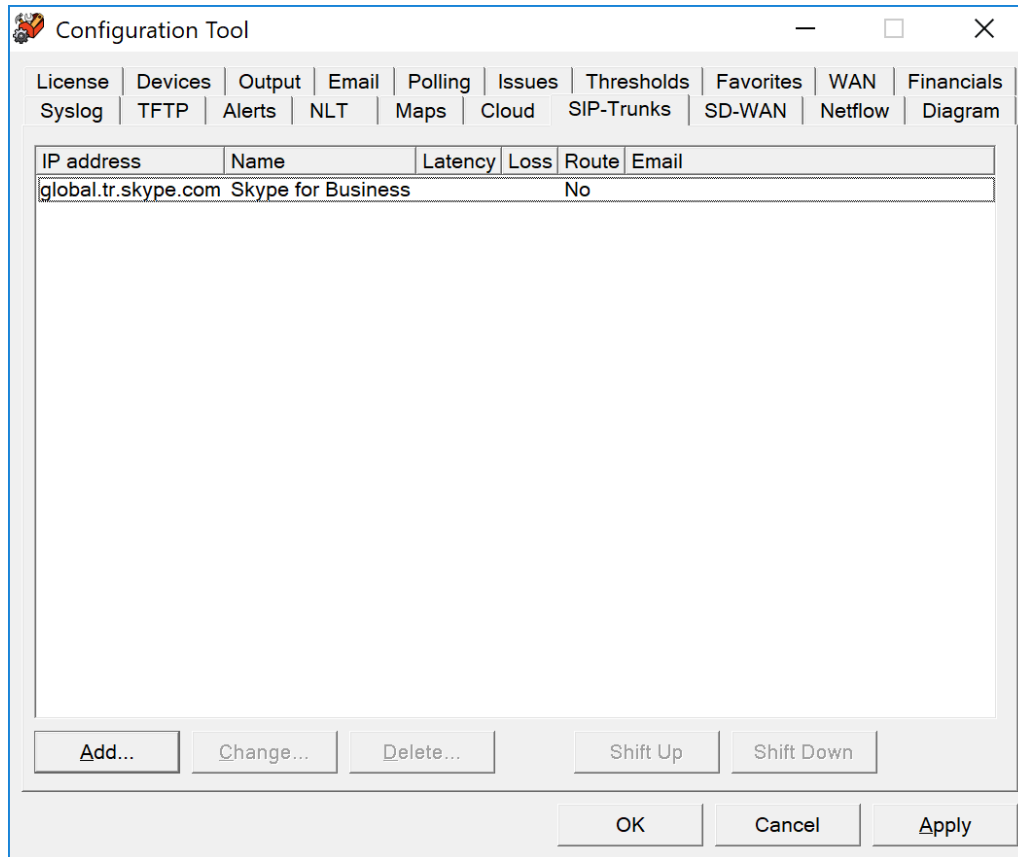 Configuration Tool
License Devices Output Email Polling Issues Thresholds Favorites WAN Financials
Syslog TFTP Alerts NLT Maps Cloud SIP-Trunks SD-WAN Netflow Diagram
IP address Name Latency Loss Route Email
global.tr.skype.com Skype for Business No
Add... Change... Delete... Shift Up Shift Down
OK Cancel Apply